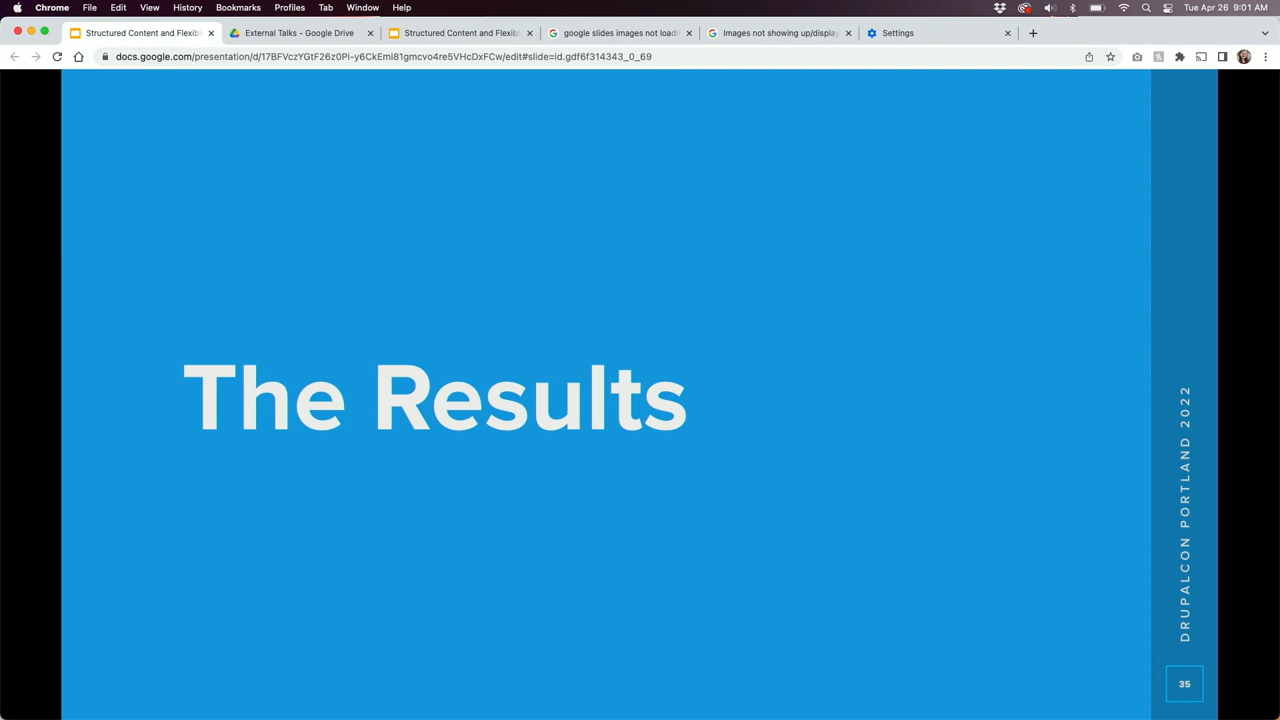 Chrome File Edit View History Bookmarks Profiles Tab Window Help Tue Apr 26 9:01 AM
Structured Content and Flexibl External Talks - Google Drive Structured Content and Flexibl google slides images not loadi Images not showing up/display Settings
docs.google.com/presentation/d/17BFVczYGtF26z0Pi-y6CkEmi81gmcvo4re5VHcDxFCw/edit#slide=id.gdf6f314343_0_69
The Results
DRUPALCON PORTLAND 2022
35